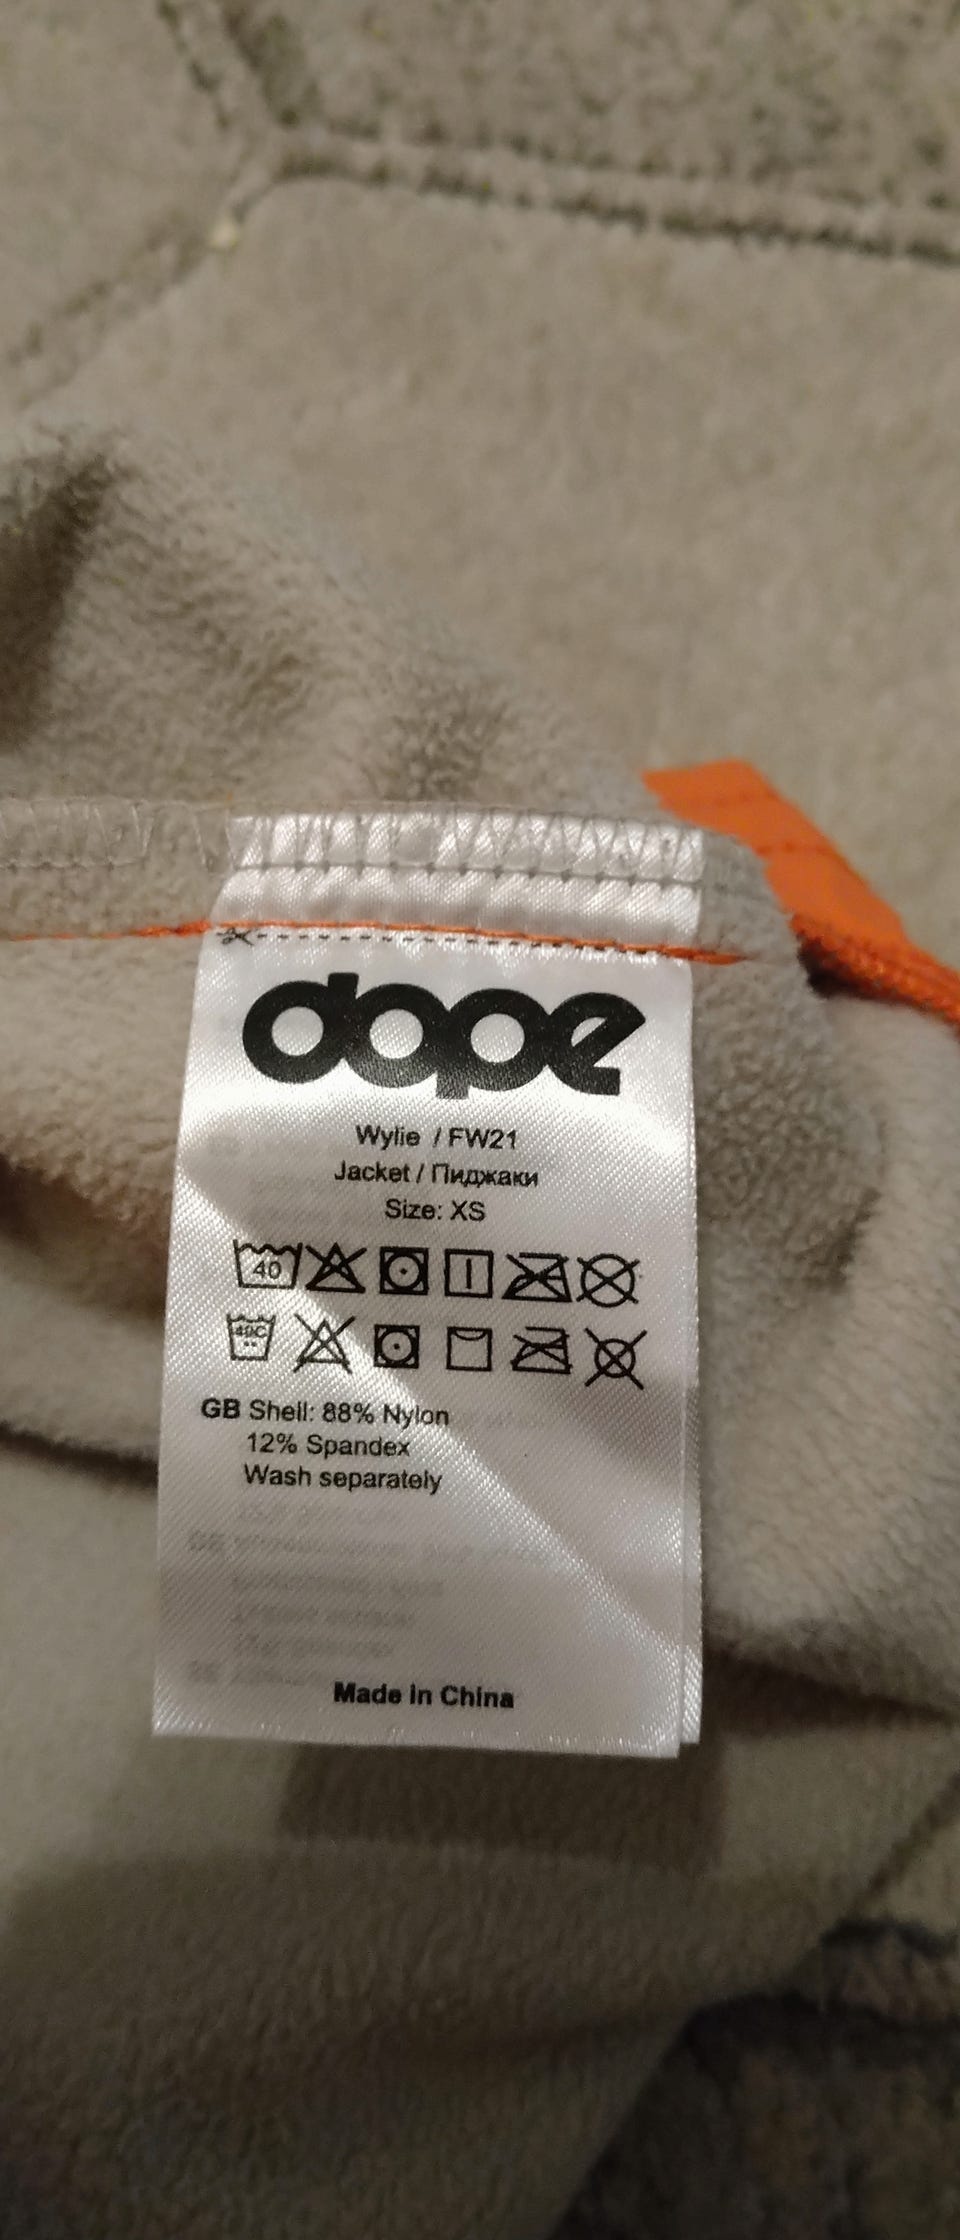 dope
Wylie / FW21
Jacket / Пиджаки
Size: XS
40
40C
GB Shell: 88% Nylon
12% Spandex
Wash separately
Made in China